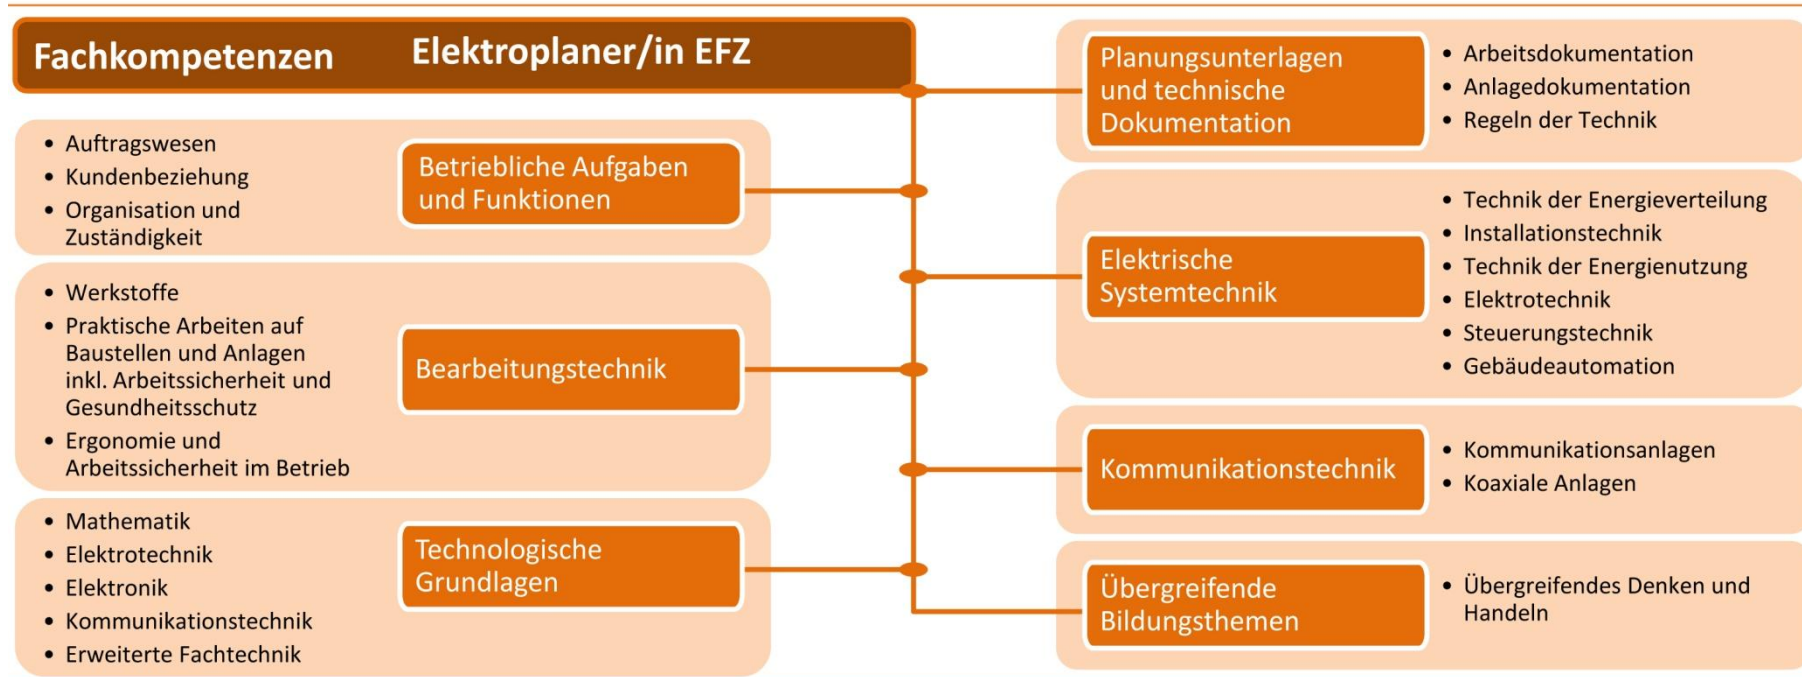 Fachkompetenzen Elektroplaner/in EFZ
• Auftragswesen
• Kundenbeziehung
• Organisation und
Zuständigkeit
Betriebliche Aufgaben
und Funktionen
• Werkstoffe
• Praktische Arbeiten auf
Baustellen und Anlagen
inkl. Arbeitssicherheit und
Gesundheitsschutz
• Ergonomie und
Arbeitssicherheit im Betrieb
Bearbeitungstechnik
• Mathematik
• Elektrotechnik
• Elektronik
• Kommunikationstechnik
• Erweiterte Fachtechnik
Technologische
Grundlagen
Planungsunterlagen
und technische
Dokumentation
• Arbeitsdokumentation
• Anlagedokumentation
• Regeln der Technik
Elektrische
Systemtechnik
• Technik der Energieverteilung
• Installationstechnik
• Technik der Energienutzung
• Elektrotechnik
• Steuerungstechnik
• Gebäudeautomation
Kommunikationstechnik
• Kommunikationsanlagen
• Koaxiale Anlagen
Übergreifende
Bildungsthemen
• Übergreifendes Denken und
Handeln